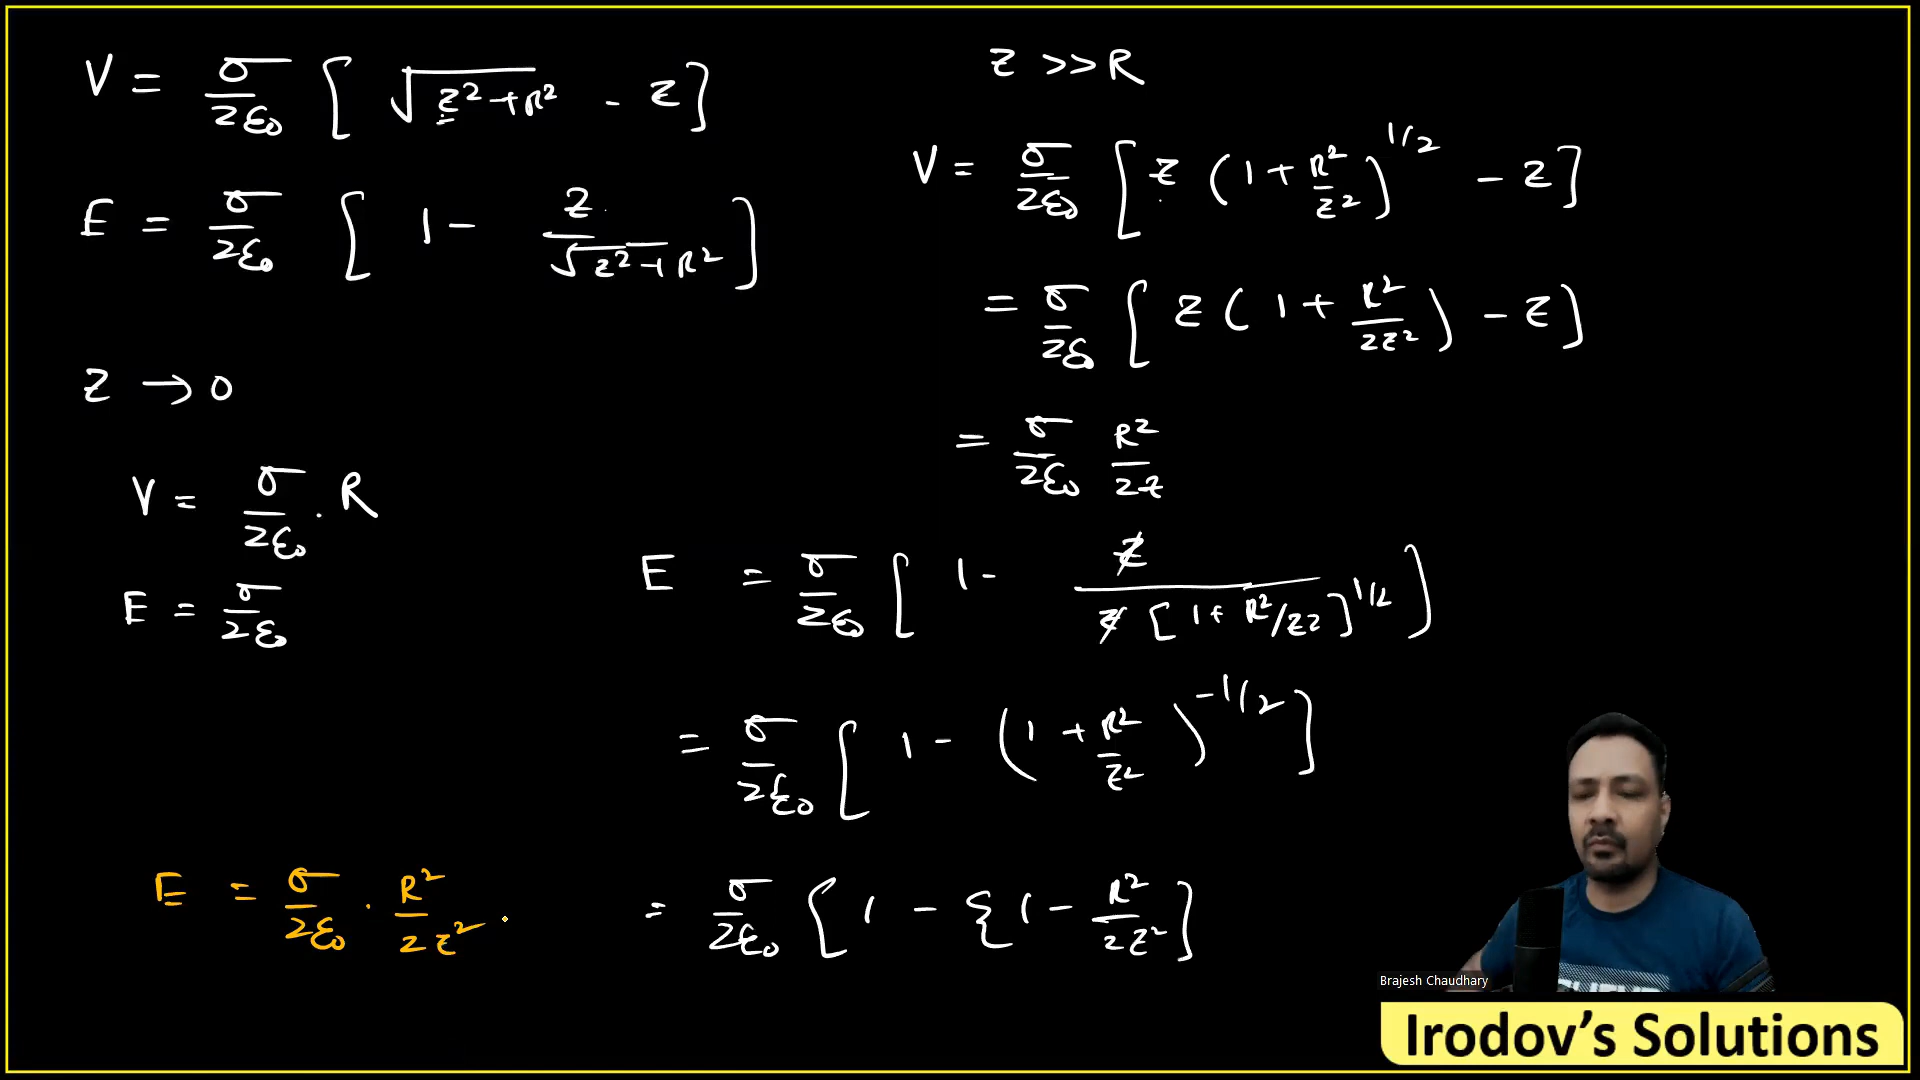 V = σ/2ε₀ [ √z²+R² - z ]
E = σ/2ε₀ [ 1 - z/√z²+R² ]
z → 0
V = σ/2ε₀ . R
E = σ/2ε₀
z >> R
V = σ/2ε₀ [ z ( 1 + R²/z² )^1/2 - z ]
= σ/2ε₀ [ z ( 1 + R²/2z² ) - z ]
= σ/2ε₀ R²/2z
E = σ/2ε₀ [ 1 - z/z [ 1 + R²/z2 ]^1/2 ]
= σ/2ε₀ [ 1 - ( 1 + R²/z² )^-1/2 ]
= σ/2ε₀ [ 1 - { 1 - R²/2z² ]
E = σ/2ε₀ . R²/2z² .
Brajesh Chaudhary
Irodov's Solutions